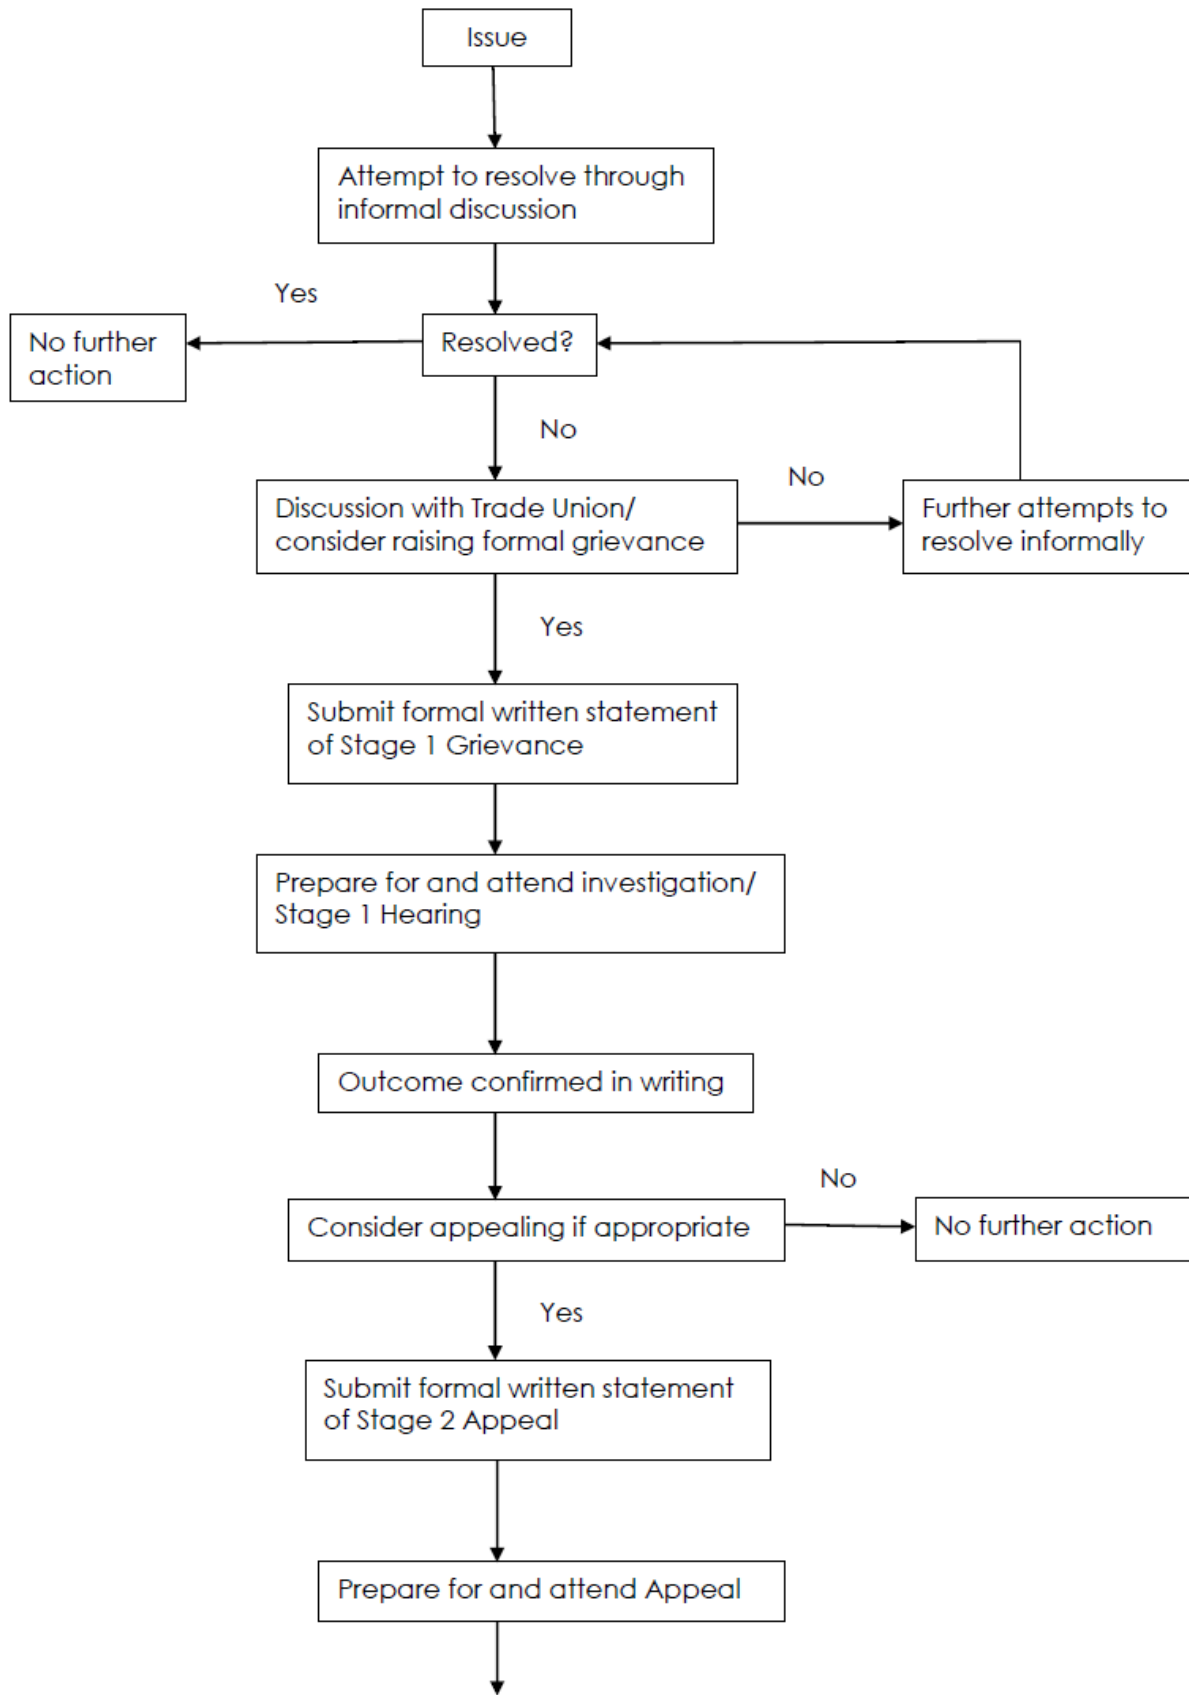 Issue
Attempt to resolve through
informal discussion
Yes
No further
action
Resolved?
No
Discussion with Trade Union/
consider raising formal grievance
No
Further attempts to
resolve informally
Yes
Submit formal written statement
of Stage 1 Grievance
Prepare for and attend investigation/
Stage 1 Hearing
Outcome confirmed in writing
Consider appealing if appropriate
No
No further action
Yes
Submit formal written statement
of Stage 2 Appeal
Prepare for and attend Appeal